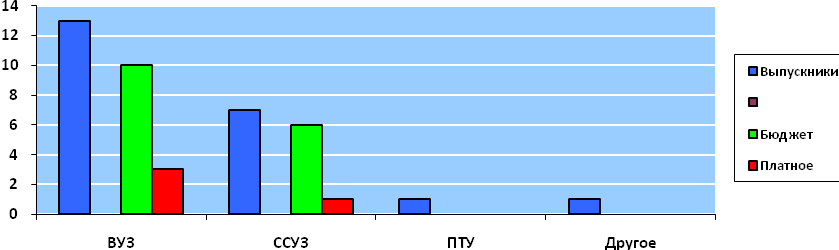 14
12
10
8
6
4
2
0
ВУЗ ССУЗ ПТУ Другое
Выпускники
Бюджет
Платное